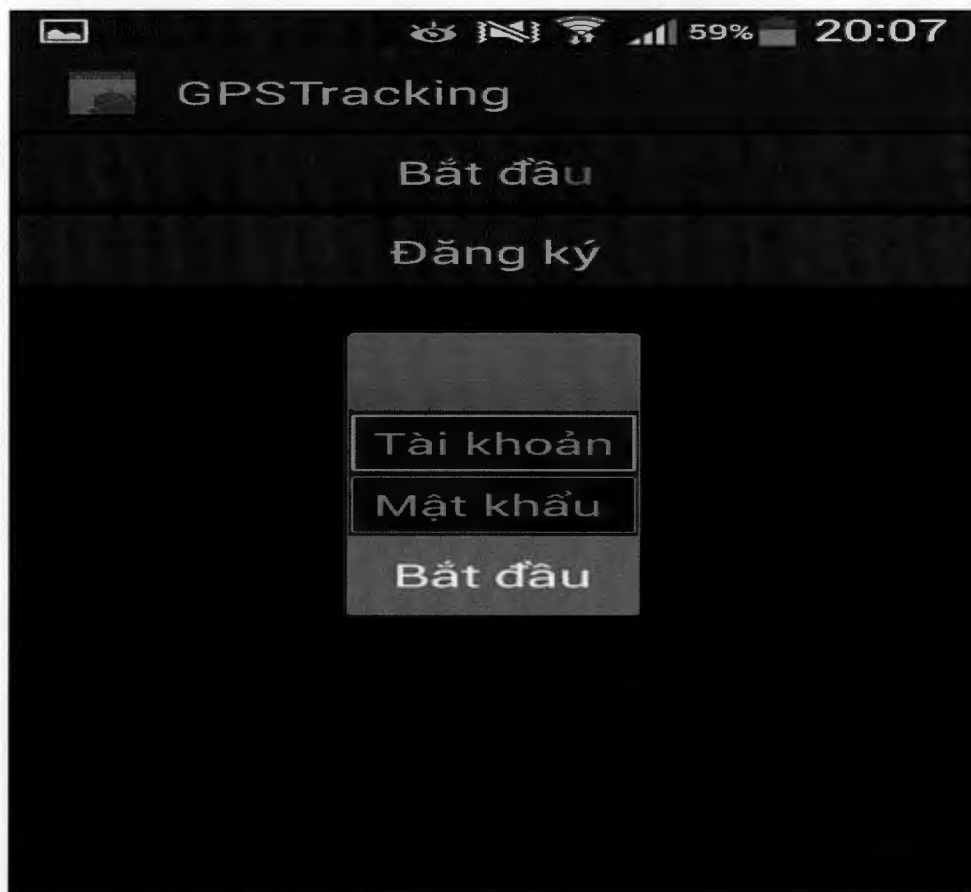 59% 20:07
GPSTracking
Bắt đầu
Đăng ký
Tài khoản
Mật khẩu
Bắt đầu